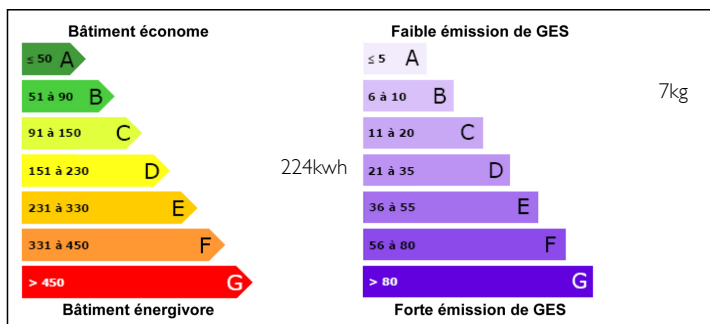 Bâtiment économe
≤ 50 A
51 à 90 B
91 à 150 C
151 à 230 D
224kwh
231 à 330 E
331 à 450 F
> 450 G
Bâtiment énergivore
Faible émission de GES
≤ 5 A
6 à 10 B
7kg
11 à 20 C
21 à 35 D
36 à 55 E
56 à 80 F
> 80 G
Forte émission de GES